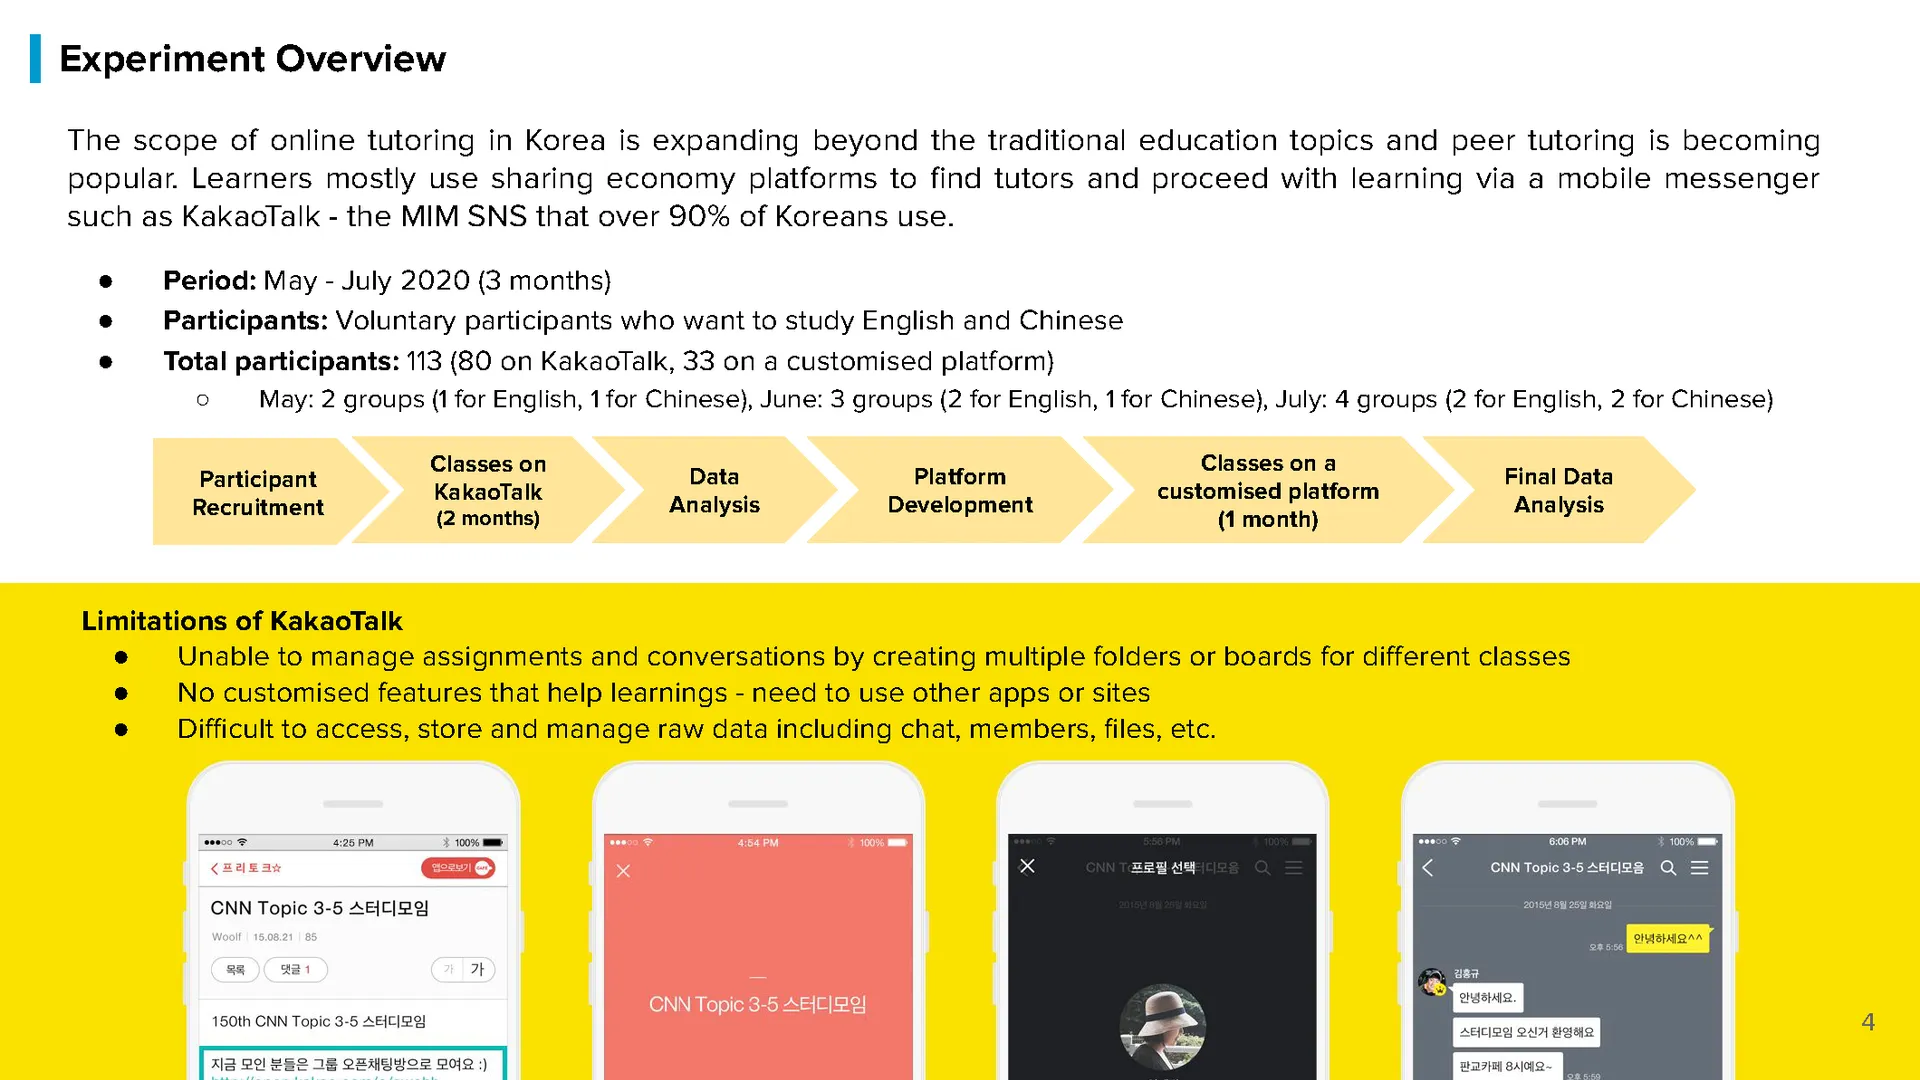 Experiment Overview
The scope of online tutoring in Korea is expanding beyond the traditional education topics and peer tutoring is becoming
popular. Learners mostly use sharing economy platforms to find tutors and proceed with learning via a mobile messenger
such as KakaoTalk - the MIM SNS that over 90% of Koreans use.
● Period: May - July 2020 (3 months)
● Participants: Voluntary participants who want to study English and Chinese
● Total participants: 113 (80 on KakaoTalk, 33 on a customised platform)
○ May: 2 groups (1 for English, 1 for Chinese), June: 3 groups (2 for English, 1 for Chinese), July: 4 groups (2 for English, 2 for Chinese)
Participant
Recruitment
Classes on
KakaoTalk
(2 months)
Data
Analysis
Platform
Development
Classes on a
customised platform
(1 month)
Final Data
Analysis
Limitations of KakaoTalk
● Unable to manage assignments and conversations by creating multiple folders or boards for different classes
● No customised features that help learnings - need to use other apps or sites
● Difficult to access, store and manage raw data including chat, members, files, etc.
4:25 PM 100%
프리토크☆ 앱으로보기 CAFE
CNN Topic 3-5 스터디모임
Woolf 15.08.21 85
목록 댓글 1 가 가
150th CNN Topic 3-5 스터디모임
지금 모인 분들은 그룹 오픈채팅방으로 모여요 :)
4:54 PM 100%
CNN Topic 3-5 스터디모임
5:56 PM 100%
CNN 프로필 선택 터디모음
2015년 8월 25일 화요일
6:06 PM 100%
CNN Topic 3-5 스터디모음
2015년 8월 25일 화요일
오후 5:56 안녕하세요^^
김홍규
안녕하세요.
스터디모임 오신거 환영해요
판교카페 8시예요~
오후 5:59
4